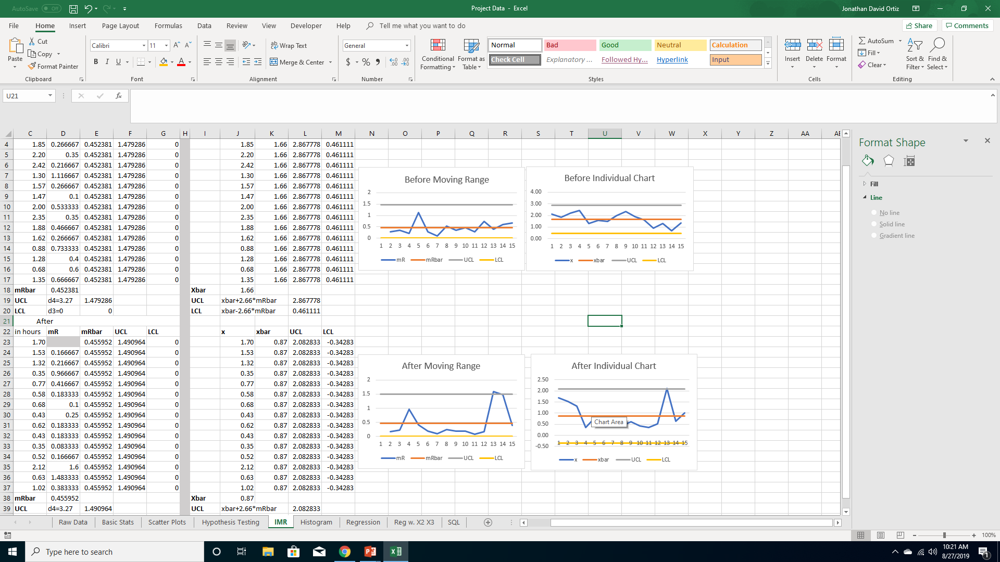 AutoSave Off
Project Data - Excel
Jonathan David Ortiz
File Home Insert Page Layout Formulas Data Review View Developer Help Tell me what you want to do
Share Comments
Paste
Cut
Copy
Format Painter
Clipboard
Calibri 11
B I U
Font
Wrap Text
Merge & Center
Alignment
General
$ % ,
Number
Conditional Formatting
Format as Table
Normal Bad Good Neutral Calculation
Check Cell Explanatory ... Followed Hy... Hyperlink Input
Styles
Insert Delete Format
Cells
AutoSum
Fill
Clear
Sort & Filter
Find & Select
Editing
U21
fx
C D E F G H I J K L M N O P Q R S T U V W X Y Z AA
4 1.85 0.266667 0.452381 1.479286 0 1.85 1.66 2.867778 0.461111
5 2.20 0.35 0.452381 1.479286 0 2.20 1.66 2.867778 0.461111
6 2.42 0.216667 0.452381 1.479286 0 2.42 1.66 2.867778 0.461111
7 1.30 1.116667 0.452381 1.479286 0 1.30 1.66 2.867778 0.461111
8 1.57 0.266667 0.452381 1.479286 0 1.57 1.66 2.867778 0.461111
9 1.47 0.1 0.452381 1.479286 0 1.47 1.66 2.867778 0.461111
10 2.00 0.533333 0.452381 1.479286 0 2.00 1.66 2.867778 0.461111
11 2.35 0.35 0.452381 1.479286 0 2.35 1.66 2.867778 0.461111
12 1.88 0.466667 0.452381 1.479286 0 1.88 1.66 2.867778 0.461111
13 1.62 0.266667 0.452381 1.479286 0 1.62 1.66 2.867778 0.461111
14 0.88 0.733333 0.452381 1.479286 0 0.88 1.66 2.867778 0.461111
15 1.28 0.4 0.452381 1.479286 0 1.28 1.66 2.867778 0.461111
16 0.68 0.6 0.452381 1.479286 0 0.68 1.66 2.867778 0.461111
17 1.35 0.666667 0.452381 1.479286 0 1.35 1.66 2.867778 0.461111
18 mRbar 0.452381 Xbar 1.66
19 UCL d4=3.27 1.479286 UCL xbar+2.66*mRbar 2.867778
20 LCL d3=0 0 LCL xbar-2.66*mRbar 0.461111
21 After
22 in hours mR mRbar UCL LCL x xbar UCL LCL
23 1.70 0.455952 1.490964 0 1.70 0.87 2.082833 -0.34283
24 1.53 0.166667 0.455952 1.490964 0 1.53 0.87 2.082833 -0.34283
25 1.32 0.216667 0.455952 1.490964 0 1.32 0.87 2.082833 -0.34283
26 0.35 0.966667 0.455952 1.490964 0 0.35 0.87 2.082833 -0.34283
27 0.77 0.416667 0.455952 1.490964 0 0.77 0.87 2.082833 -0.34283
28 0.58 0.183333 0.455952 1.490964 0 0.58 0.87 2.082833 -0.34283
29 0.68 0.1 0.455952 1.490964 0 0.68 0.87 2.082833 -0.34283
30 0.43 0.25 0.455952 1.490964 0 0.43 0.87 2.082833 -0.34283
31 0.62 0.183333 0.455952 1.490964 0 0.62 0.87 2.082833 -0.34283
32 0.43 0.183333 0.455952 1.490964 0 0.43 0.87 2.082833 -0.34283
33 0.35 0.083333 0.455952 1.490964 0 0.35 0.87 2.082833 -0.34283
34 0.52 0.166667 0.455952 1.490964 0 0.52 0.87 2.082833 -0.34283
35 2.12 1.6 0.455952 1.490964 0 2.12 0.87 2.082833 -0.34283
36 0.63 1.483333 0.455952 1.490964 0 0.63 0.87 2.082833 -0.34283
37 1.02 0.383333 0.455952 1.490964 0 1.02 0.87 2.082833 -0.34283
38 mRbar 0.455952 Xbar 0.87
39 UCL d4=3.27 1.490964 UCL xbar+2.66*mRbar 2.082833
Before Moving Range
2
1.5
1
0.5
0
1 2 3 4 5 6 7 8 9 10 11 12 13 14 15
mR mRbar UCL LCL
Before Individual Chart
4.00
3.00
2.00
1.00
0.00
1 2 3 4 5 6 7 8 9 10 11 12 13 14 15
x xbar UCL LCL
After Moving Range
2
1.5
1
0.5
0
1 2 3 4 5 6 7 8 9 10 11 12 13 14 15
mR mRbar UCL LCL
After Individual Chart
2.50
2.00
1.50
1.00
0.50
0.00
-0.50
Chart Area
1 2 3 4 5 6 7 8 9 10 11 12 13 14 15
x xbar UCL LCL
Format Shape
Fill
Line
No line
Solid line
Gradient line
Raw Data Basic Stats Scatter Plots Hypothesis Testing IMR Histogram Regression Reg w. X2 X3 SQL
100%
Type here to search
10:21 AM
8/27/2019
1